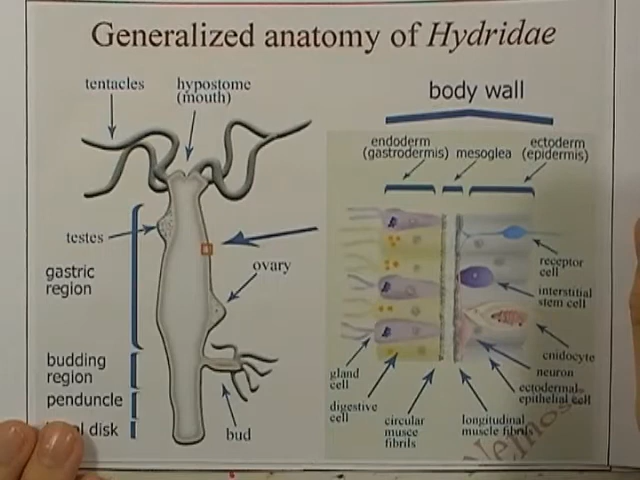 Generalized anatomy of Hydridae
tentacles
hypostome
(mouth)
testes
gastric
region
ovary
budding
region
penduncle
disk
bud
body wall
endoderm
(gastrodermis)
mesoglea
ectoderm
(epidermis)
receptor
cell
interstitial
stem cell
cnidocyte
neuron
ectodermal
epithelial cell
gland
cell
digestive
cell
circular
musce
fibrils
longitudinal
muscle fibrils